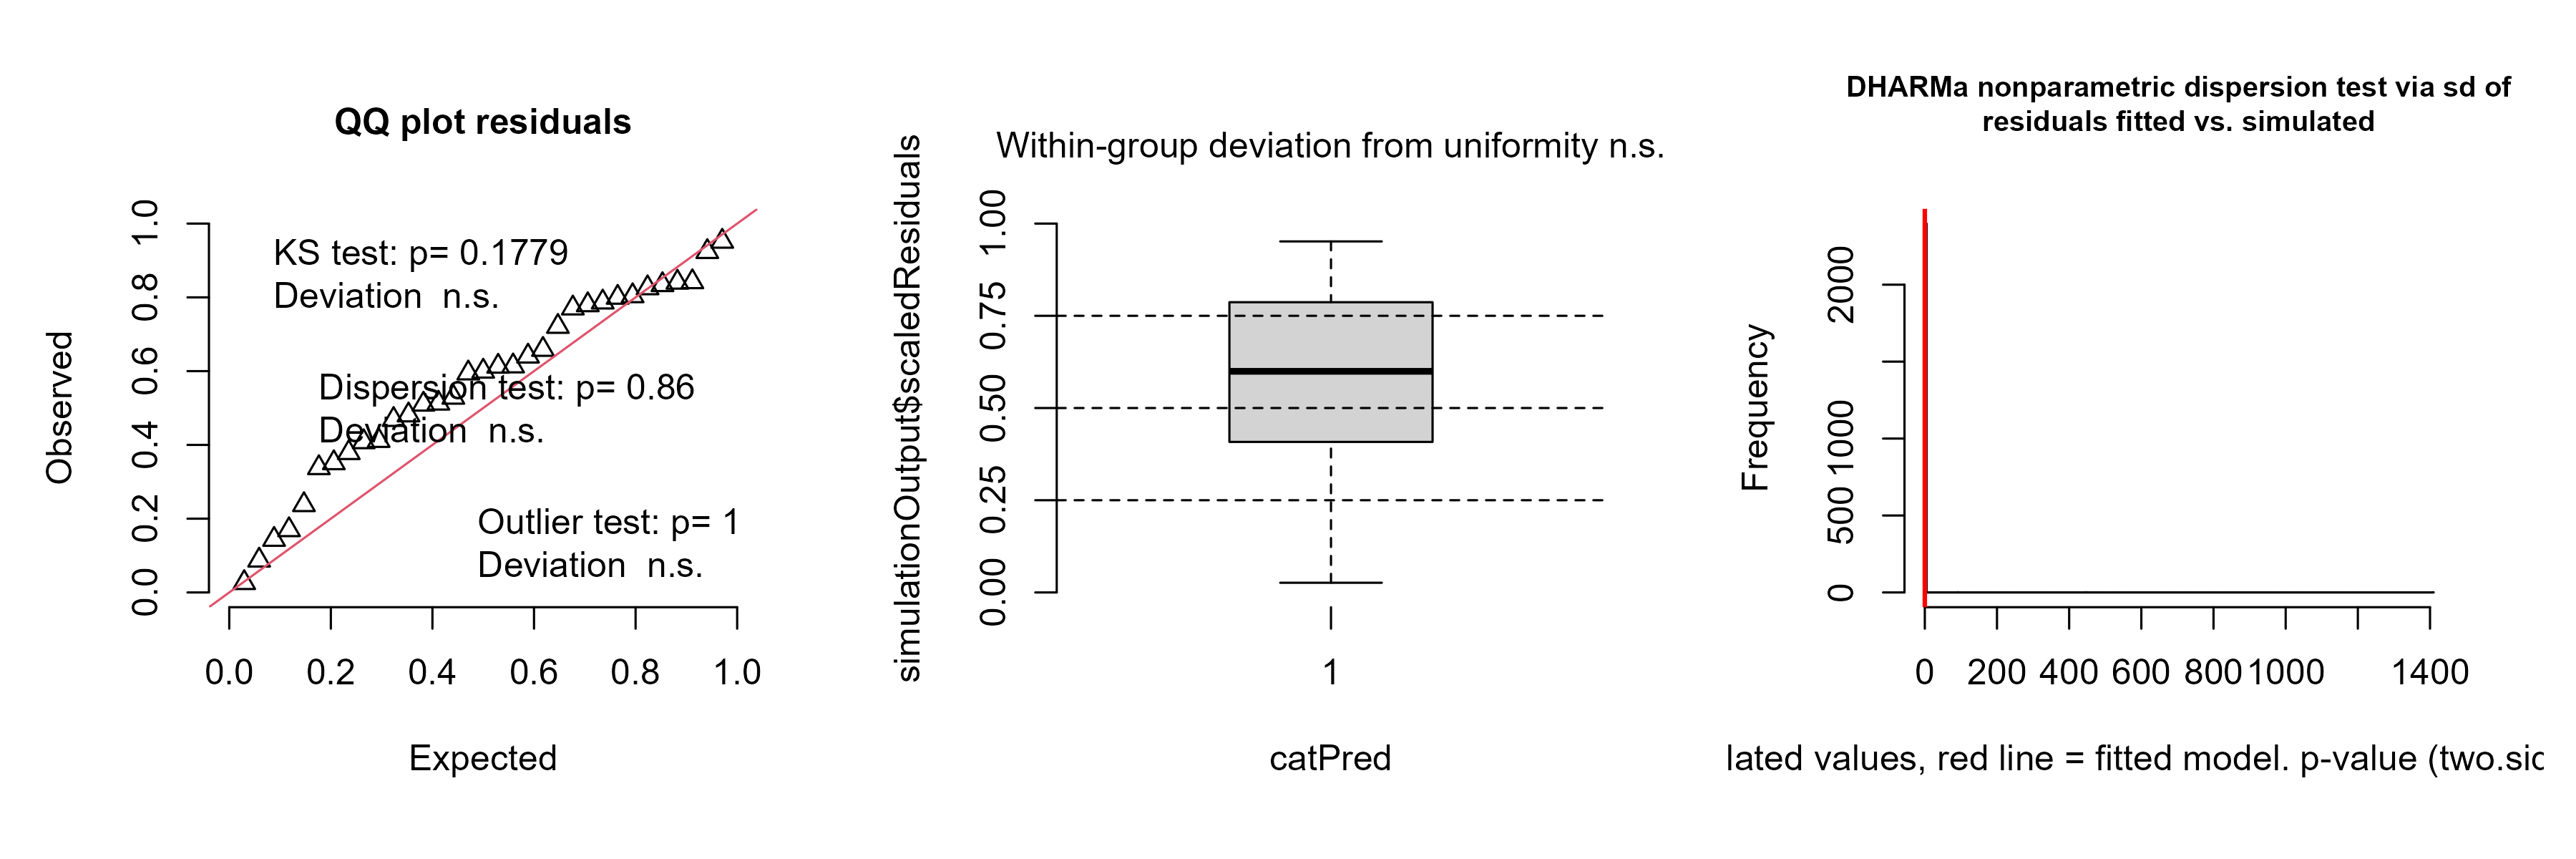 QQ plot residuals
KS test: p= 0.1779
Deviation  n.s.
Dispersion test: p= 0.86
Deviation  n.s.
Outlier test: p= 1
Deviation  n.s.
Observed
0.0 0.2 0.4 0.6 0.8 1.0
0.0 0.2 0.4 0.6 0.8 1.0
Expected
Within-group deviation from uniformity n.s.
simulationOutput$scaledResiduals
0.00 0.25 0.50 0.75 1.00
1
catPred
DHARMa nonparametric dispersion test via sd of
residuals fitted vs. simulated
Frequency
0 500 1000 2000
0 200 400 600 800 1000 1400
lated values, red line = fitted model. p-value (two.sid